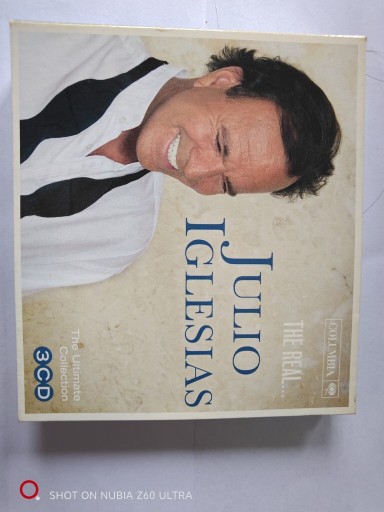 COLUMBIA
THE REAL...
JULIO
IGLESIAS
The Ultimate
Collection
3CD
SHOT ON NUBIA Z60 ULTRA